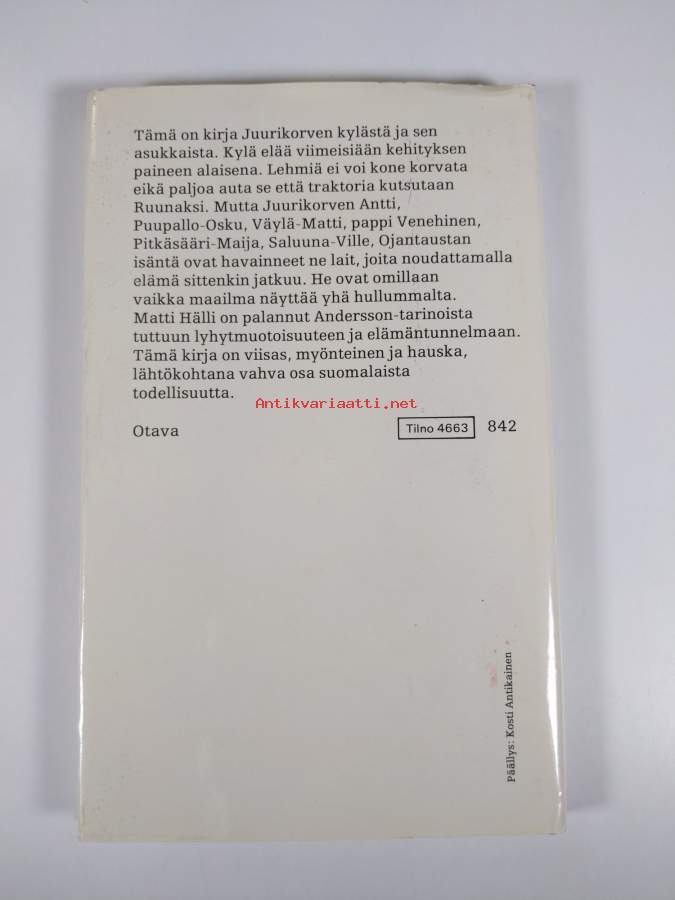 Tämä on kirja Juurikorven kylästä ja sen
asukkaista. Kylä elää viimeisiään kehityksen
paineen alaisena. Lehmiä ei voi kone korvata
eikä paljoa auta se että traktoria kutsutaan
Ruunaksi. Mutta Juurikorven Antti,
Puupallo-Osku, Väylä-Matti, pappi Venehinen,
Pitkäsääri-Maija, Saluuna-Ville, Ojantaustan
isäntä ovat havainneet ne lait, joita noudattamalla
elämä sittenkin jatkuu. He ovat omillaan
vaikka maailma näyttää yhä hullummalta.
Matti Hälli on palannut Andersson-tarinoista
tuttuun lyhytmuotoisuuteen ja elämäntunnelmaan.
Tämä kirja on viisas, myönteinen ja hauska,
lähtökohtana vahva osa suomalaista
todellisuutta.
Antikvariaatti.net
Otava Tilno 4663 842
Päällys: Kosti Antikainen